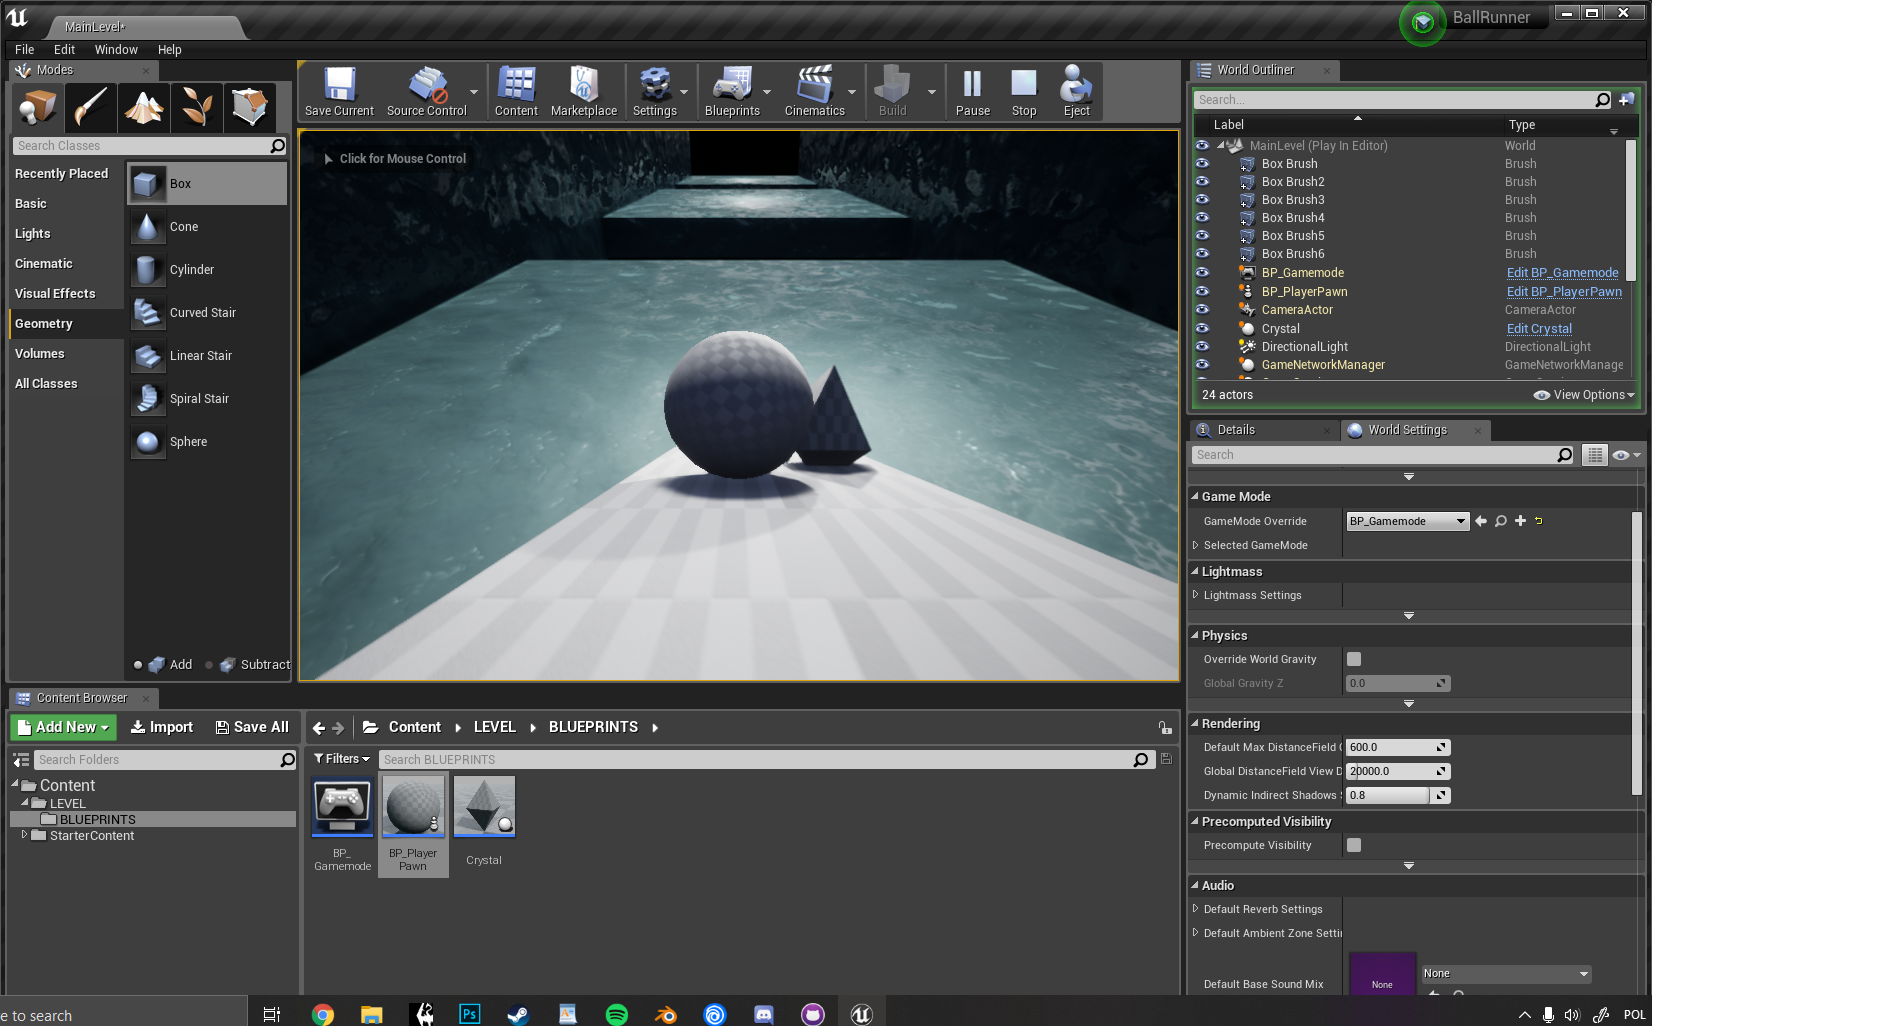 MainLevel*
BallRunner
File Edit Window Help
Modes
Search Classes
Recently Placed
Basic
Lights
Cinematic
Visual Effects
Geometry
Volumes
All Classes
Box
Cone
Cylinder
Curved Stair
Linear Stair
Spiral Stair
Sphere
Add Subtract
Save Current Source Control Content Marketplace Settings Blueprints Cinematics Build Pause Stop Eject
Click for Mouse Control
World Outliner
Search...
Label Type
MainLevel (Play In Editor) World
Box Brush Brush
Box Brush2 Brush
Box Brush3 Brush
Box Brush4 Brush
Box Brush5 Brush
Box Brush6 Brush
BP_Gamemode Edit BP_Gamemode
BP_PlayerPawn Edit BP_PlayerPawn
CameraActor CameraActor
Crystal Edit Crystal
DirectionalLight DirectionalLight
GameNetworkManager GameNetworkManage
24 actors View Options
Details World Settings
Search
Game Mode
GameMode Override BP_Gamemode
Selected GameMode
Lightmass
Lightmass Settings
Physics
Override World Gravity
Global Gravity Z 0.0
Rendering
Default Max DistanceField 600.0
Global DistanceField View D 20000.0
Dynamic Indirect Shadows 0.8
Precomputed Visibility
Precompute Visibility
Audio
Default Reverb Settings
Default Ambient Zone Settin
Default Base Sound Mix None None
Content Browser
Add New Import Save All
Content LEVEL BLUEPRINTS
Search Folders
Filters Search BLUEPRINTS
Content
LEVEL
BLUEPRINTS
StarterContent
BP_
Gamemode
BP_Player
Pawn
Crystal
e to search
Ps
POL